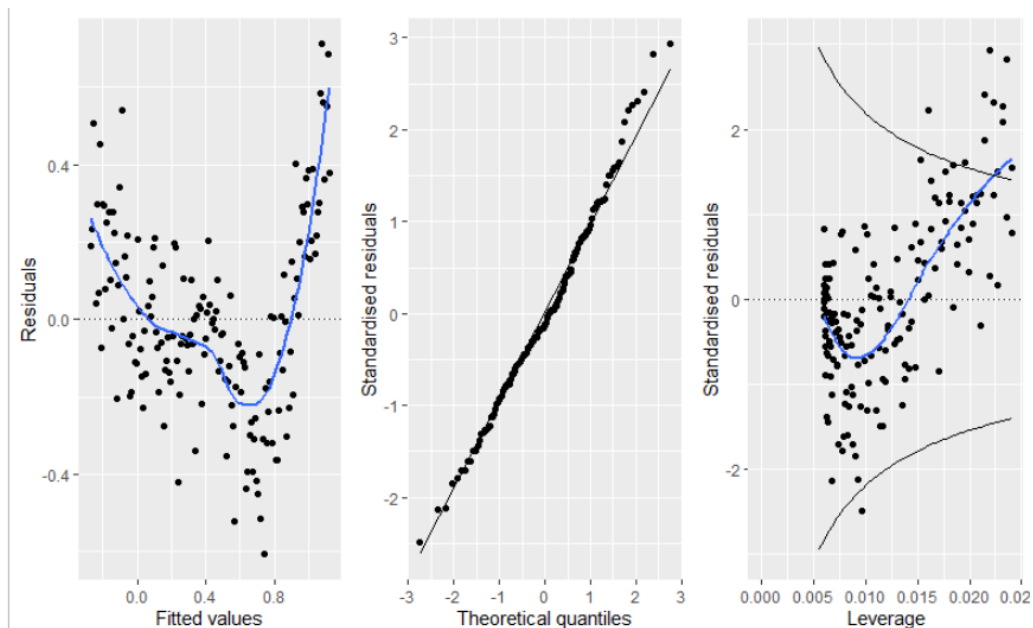 Residuals
0.4
0.0
-0.4
0.0 0.4 0.8
Fitted values
Standardised residuals
3
2
1
0
-1
-2
-3 -2 -1 0 1 2 3
Theoretical quantiles
Standardised residuals
2
0
-2
0.000 0.005 0.010 0.015 0.020 0.02
Leverage